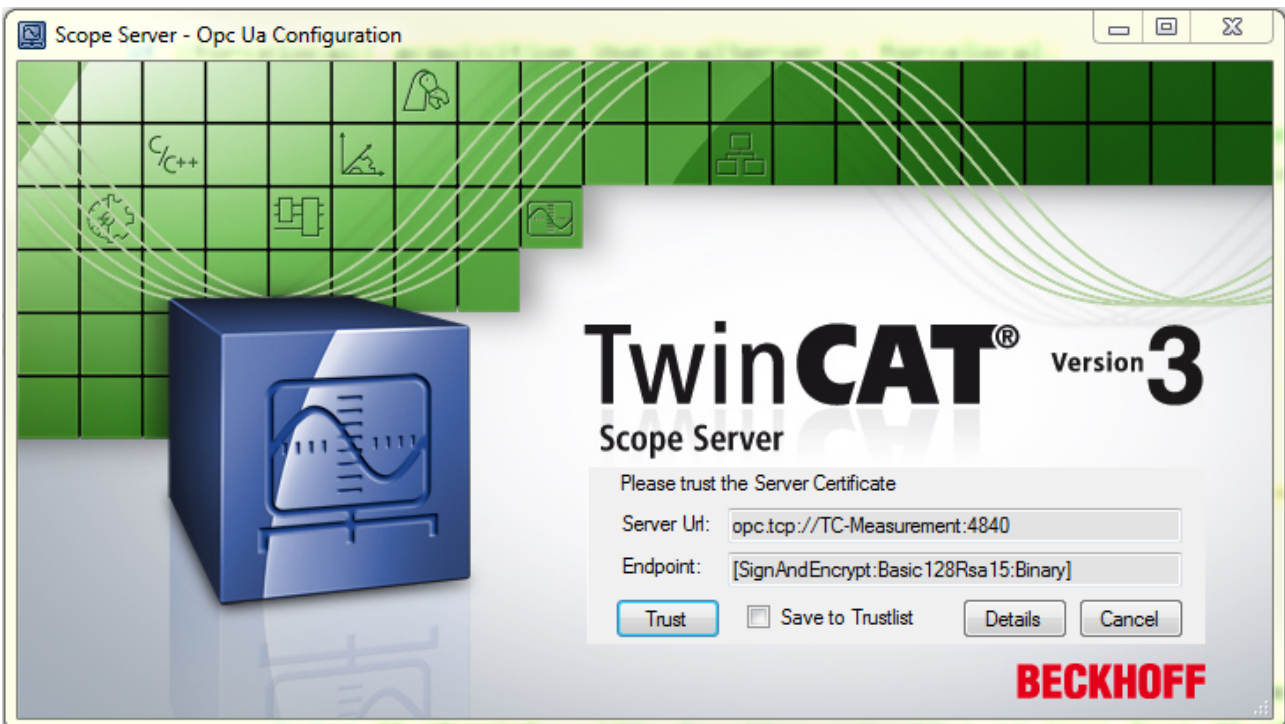 Scope Server - Opc Ua Configuration
C/C++
TwinCAT® Version 3
Scope Server
Please trust the Server Certificate
Server Url: opc.tcp://TC-Measurement:4840
Endpoint: [SignAndEncrypt:Basic128Rsa15:Binary]
Trust Save to Trustlist Details Cancel
BECKHOFF